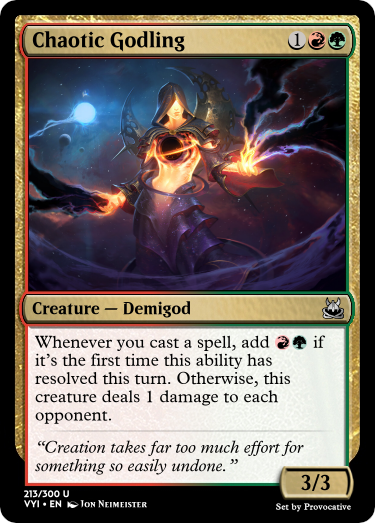 Chaotic Godling 1
Creature — Demigod
Whenever you cast a spell, add if
it's the first time this ability has
resolved this turn. Otherwise, this
creature deals 1 damage to each
opponent.
“Creation takes far too much effort for
something so easily undone.”
3/3
213/300 U
VYI • EN Jon Neimeister
Set by Provocative